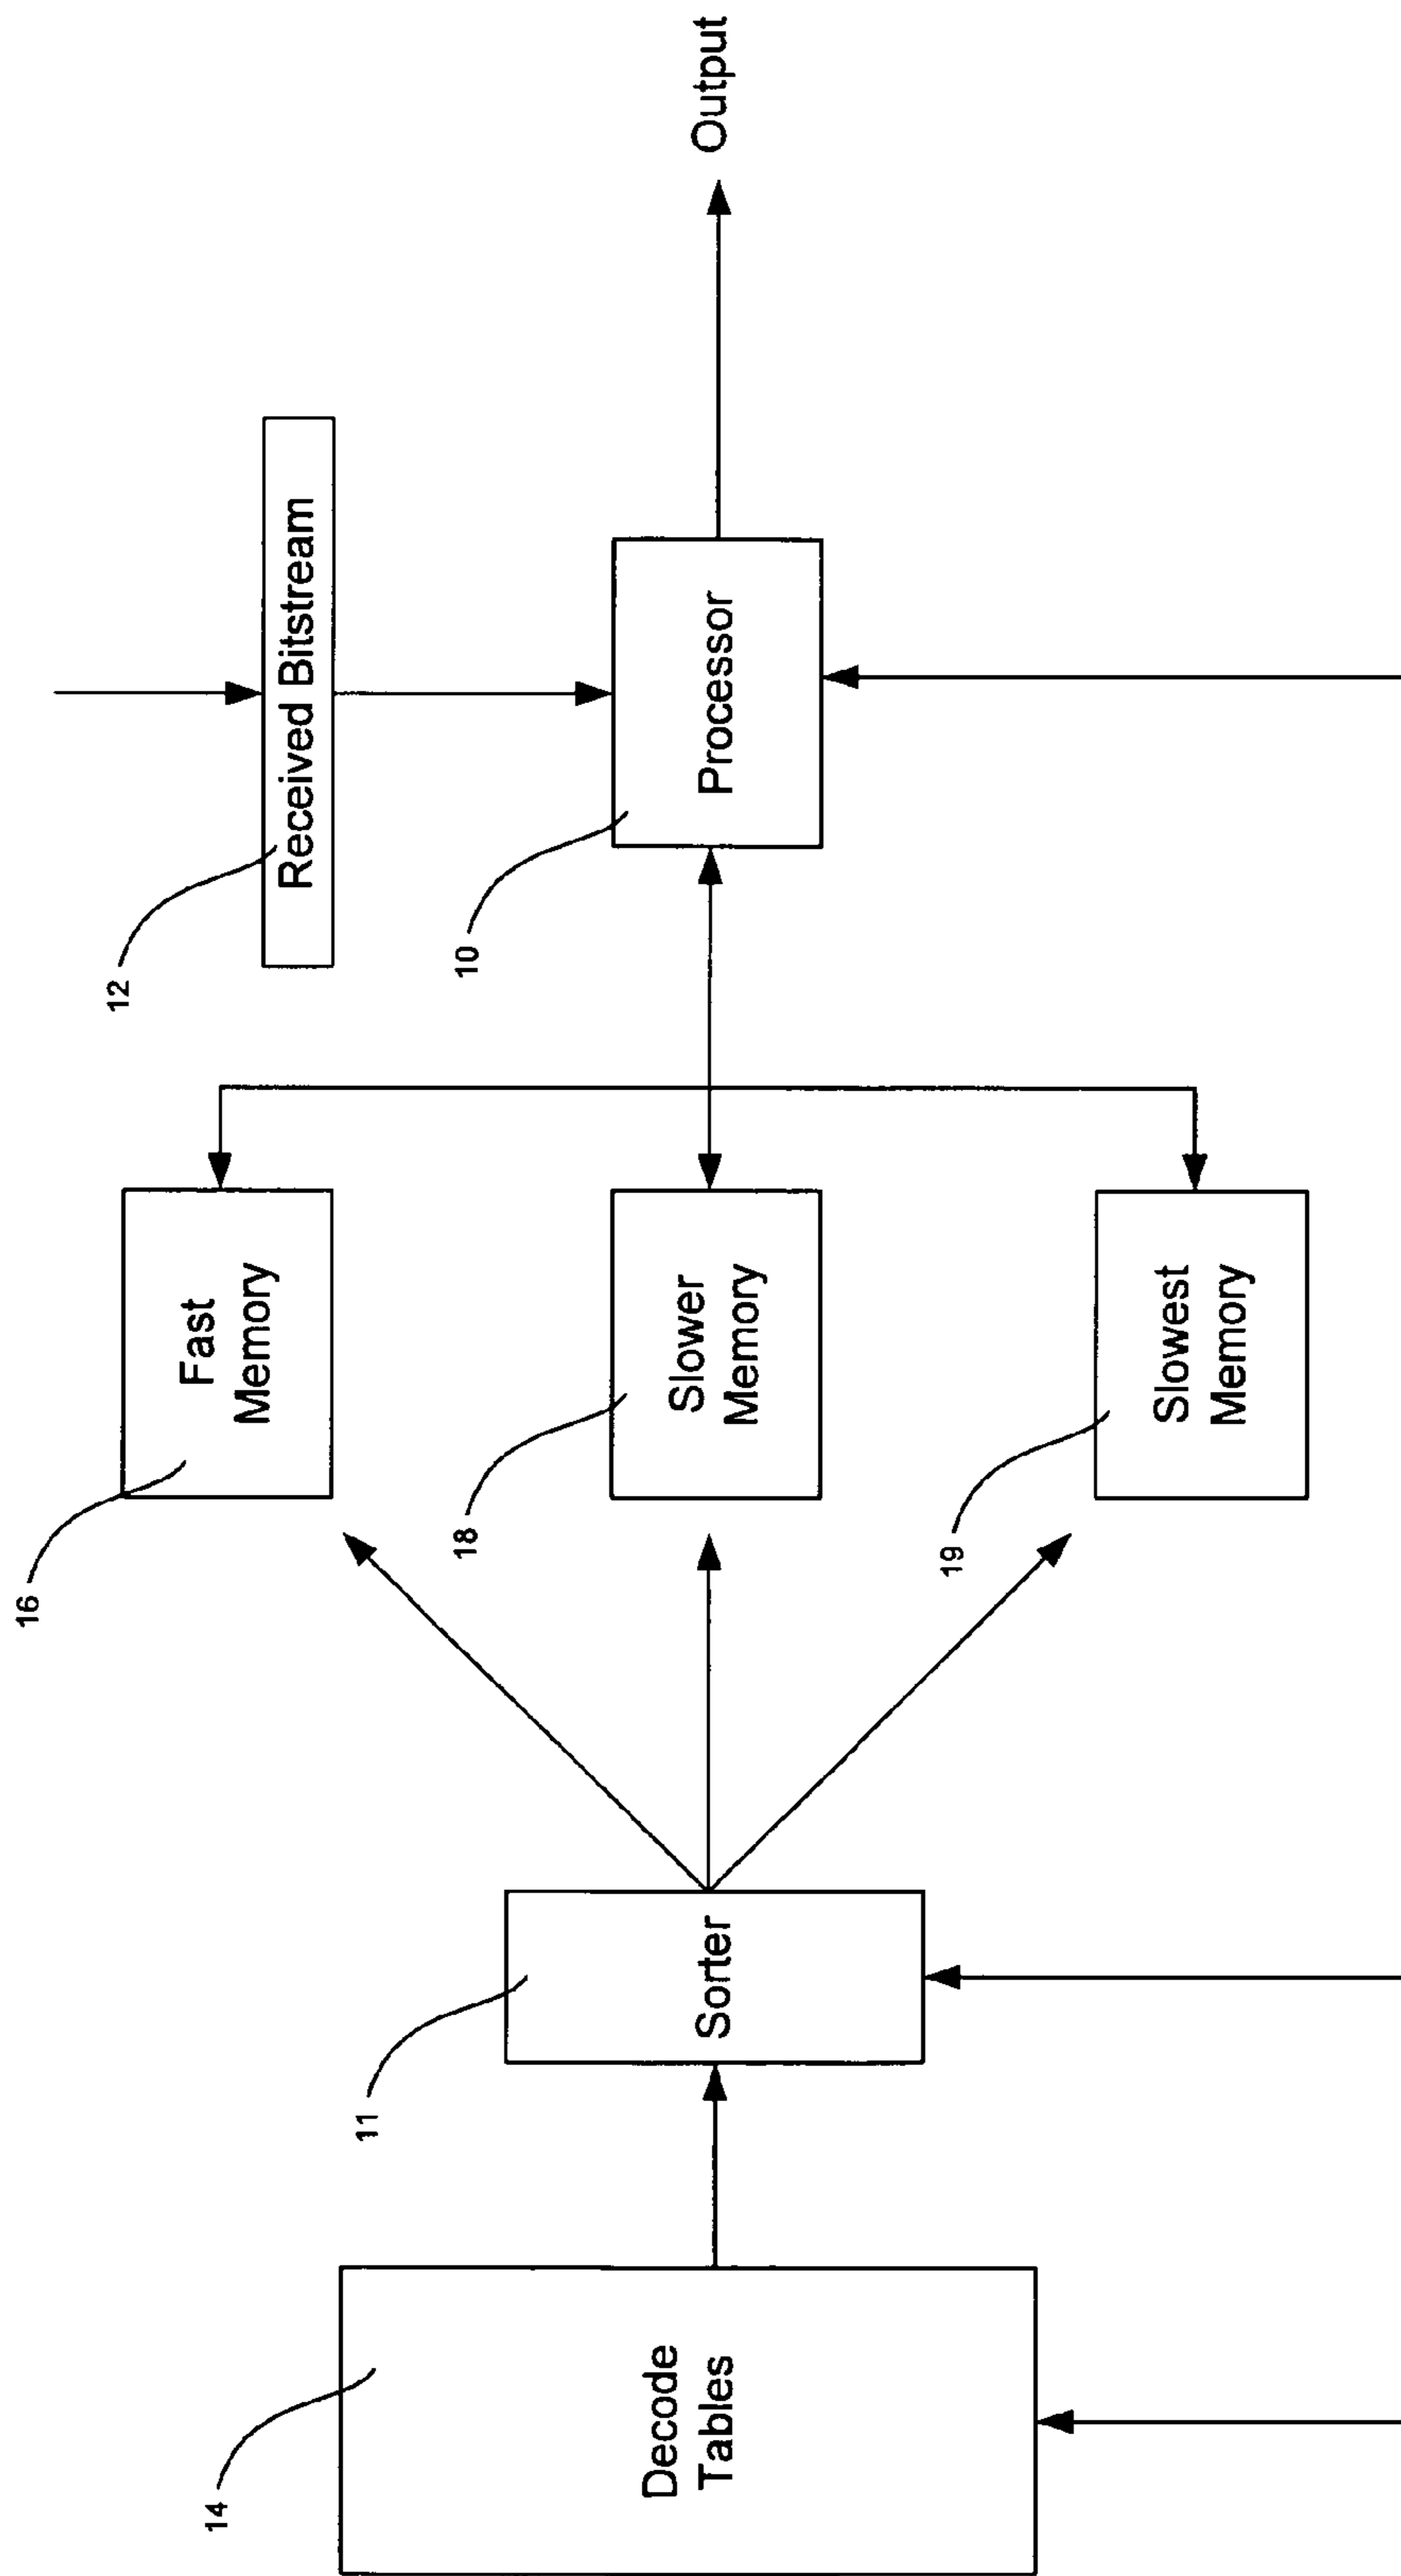 12
Received Bitstream
16
Fast
Memory
10
Processor
Output
14
Decode
Tables
11
Sorter
18
Slower
Memory
19
Slowest
Memory